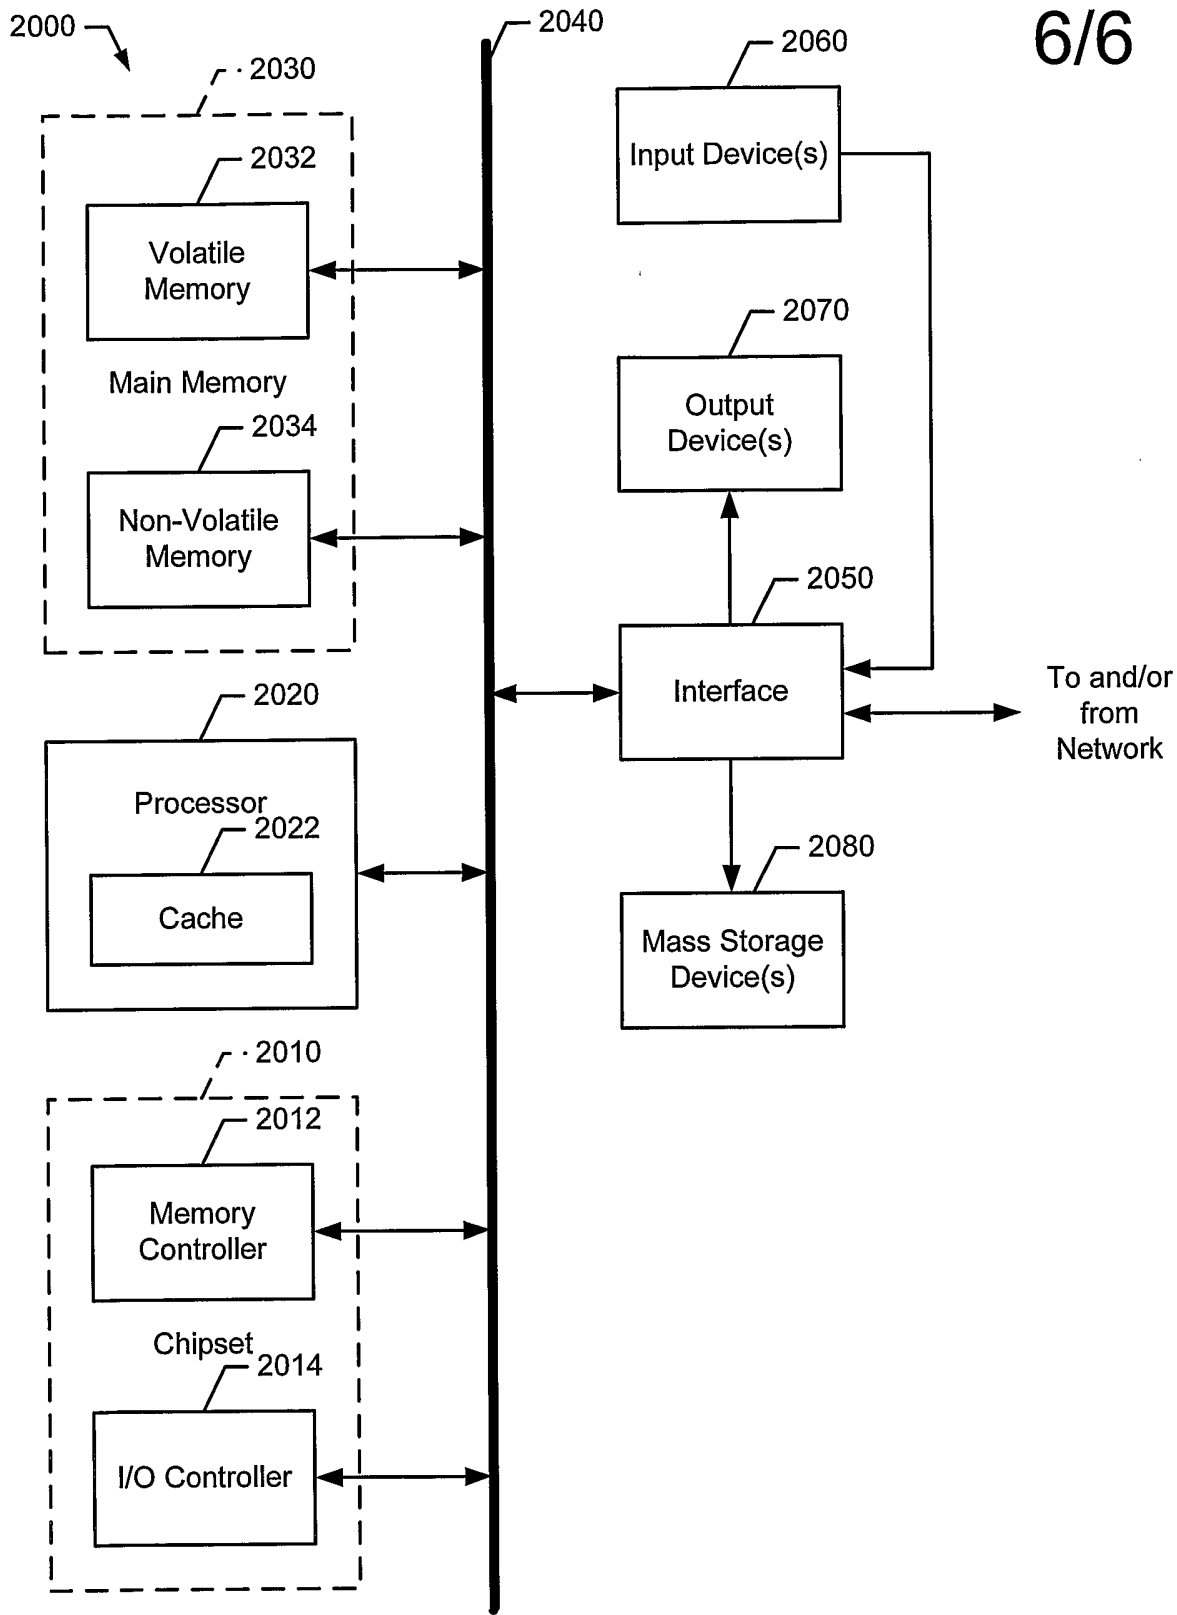 2000
2040
6/6
2060
2030
Input Device(s)
2032
Volatile
Memory
2070
Main Memory
Output
Device(s)
2034
Non-Volatile
Memory
2050
Interface
To and/or
from
Network
2020
Processor
2022
Cache
2080
Mass Storage
Device(s)
2010
2012
Memory
Controller
Chipset
2014
I/O Controller